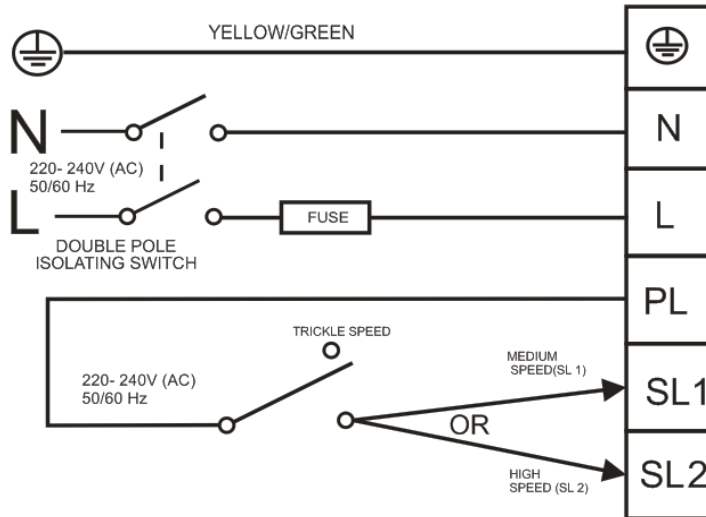 YELLOW/GREEN
N
N
220- 240V (AC)
50/60 Hz
L
FUSE
L
DOUBLE POLE
ISOLATING SWITCH
PL
TRICKLE SPEED
MEDIUM
SPEED(SL 1)
220- 240V (AC)
50/60 Hz
SL1
OR
HIGH
SPEED (SL 2)
SL2